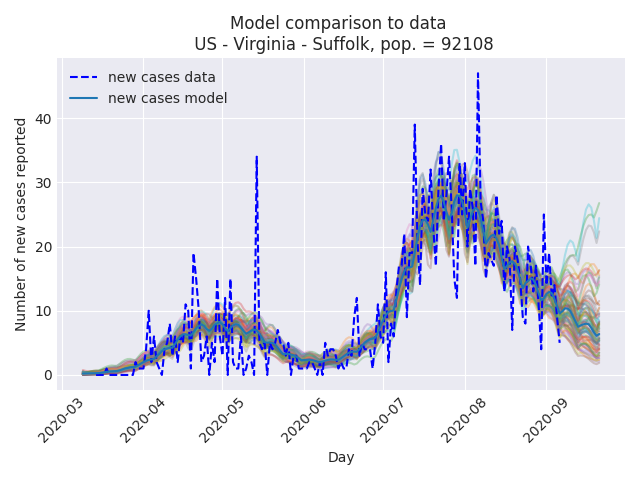 Model comparison to data
US - Virginia - Suffolk, pop. = 92108
new cases data
new cases model
Number of new cases reported
40
30
20
10
0
2020-03
2020-04
2020-05
2020-06
2020-07
2020-08
2020-09
Day